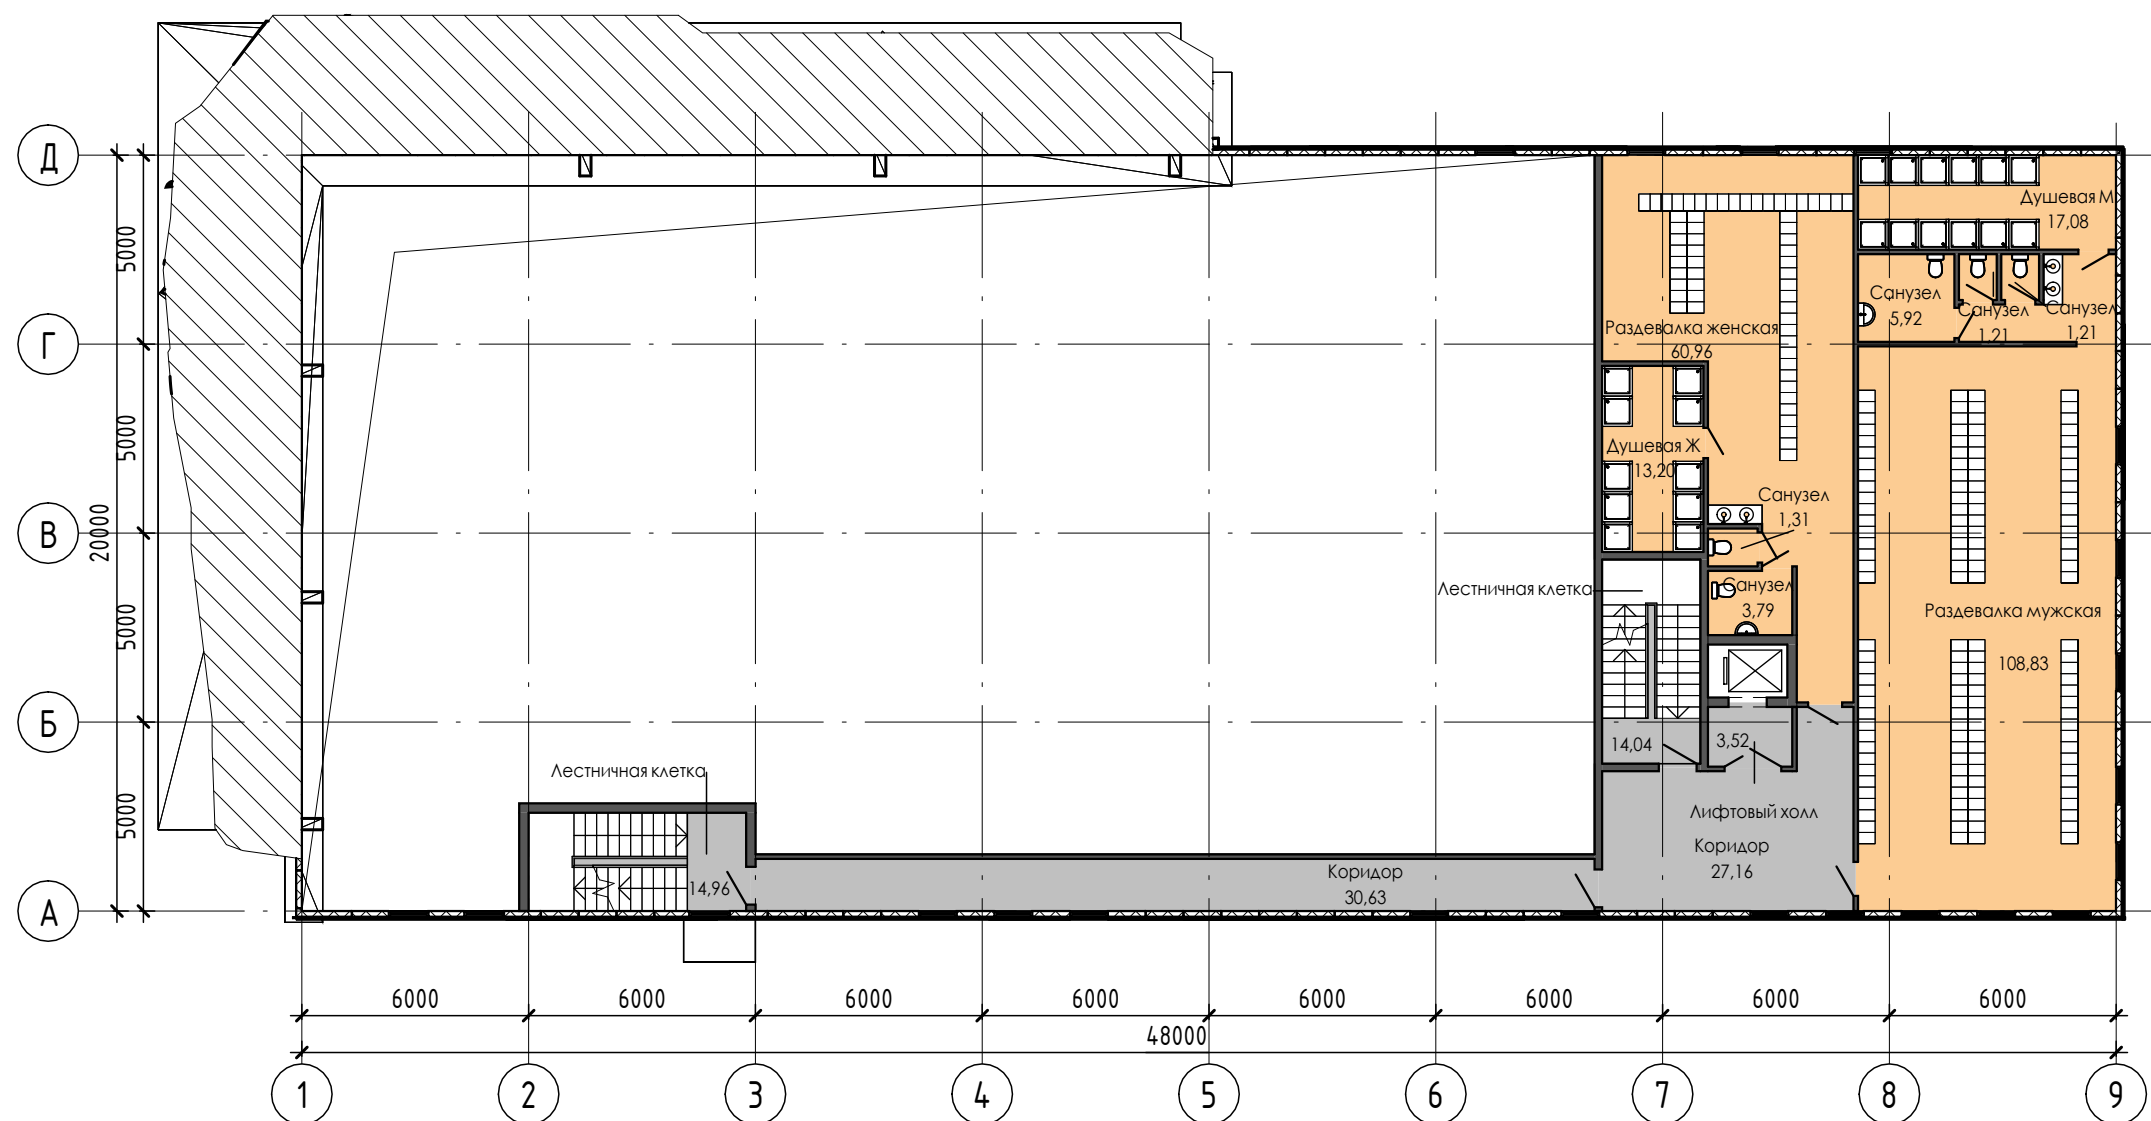 Д
Г
В
Б
А
5000
5000
5000
5000
20000
Душевая М
17,08
Санузел
5,92
Санузел
1,21
Санузел
1,21
Раздевалка женская
60,96
Душевая Ж
13,20
Санузел
1,31
Лестничная клетка
Санузел
3,79
Раздевалка мужская
108,83
14,04
3,52
Лестничная клетка
Лифтовый холл
Коридор
27,16
Коридор
30,63
14,96
6000
6000
6000
6000
6000
6000
6000
6000
48000
1
2
3
4
5
6
7
8
9